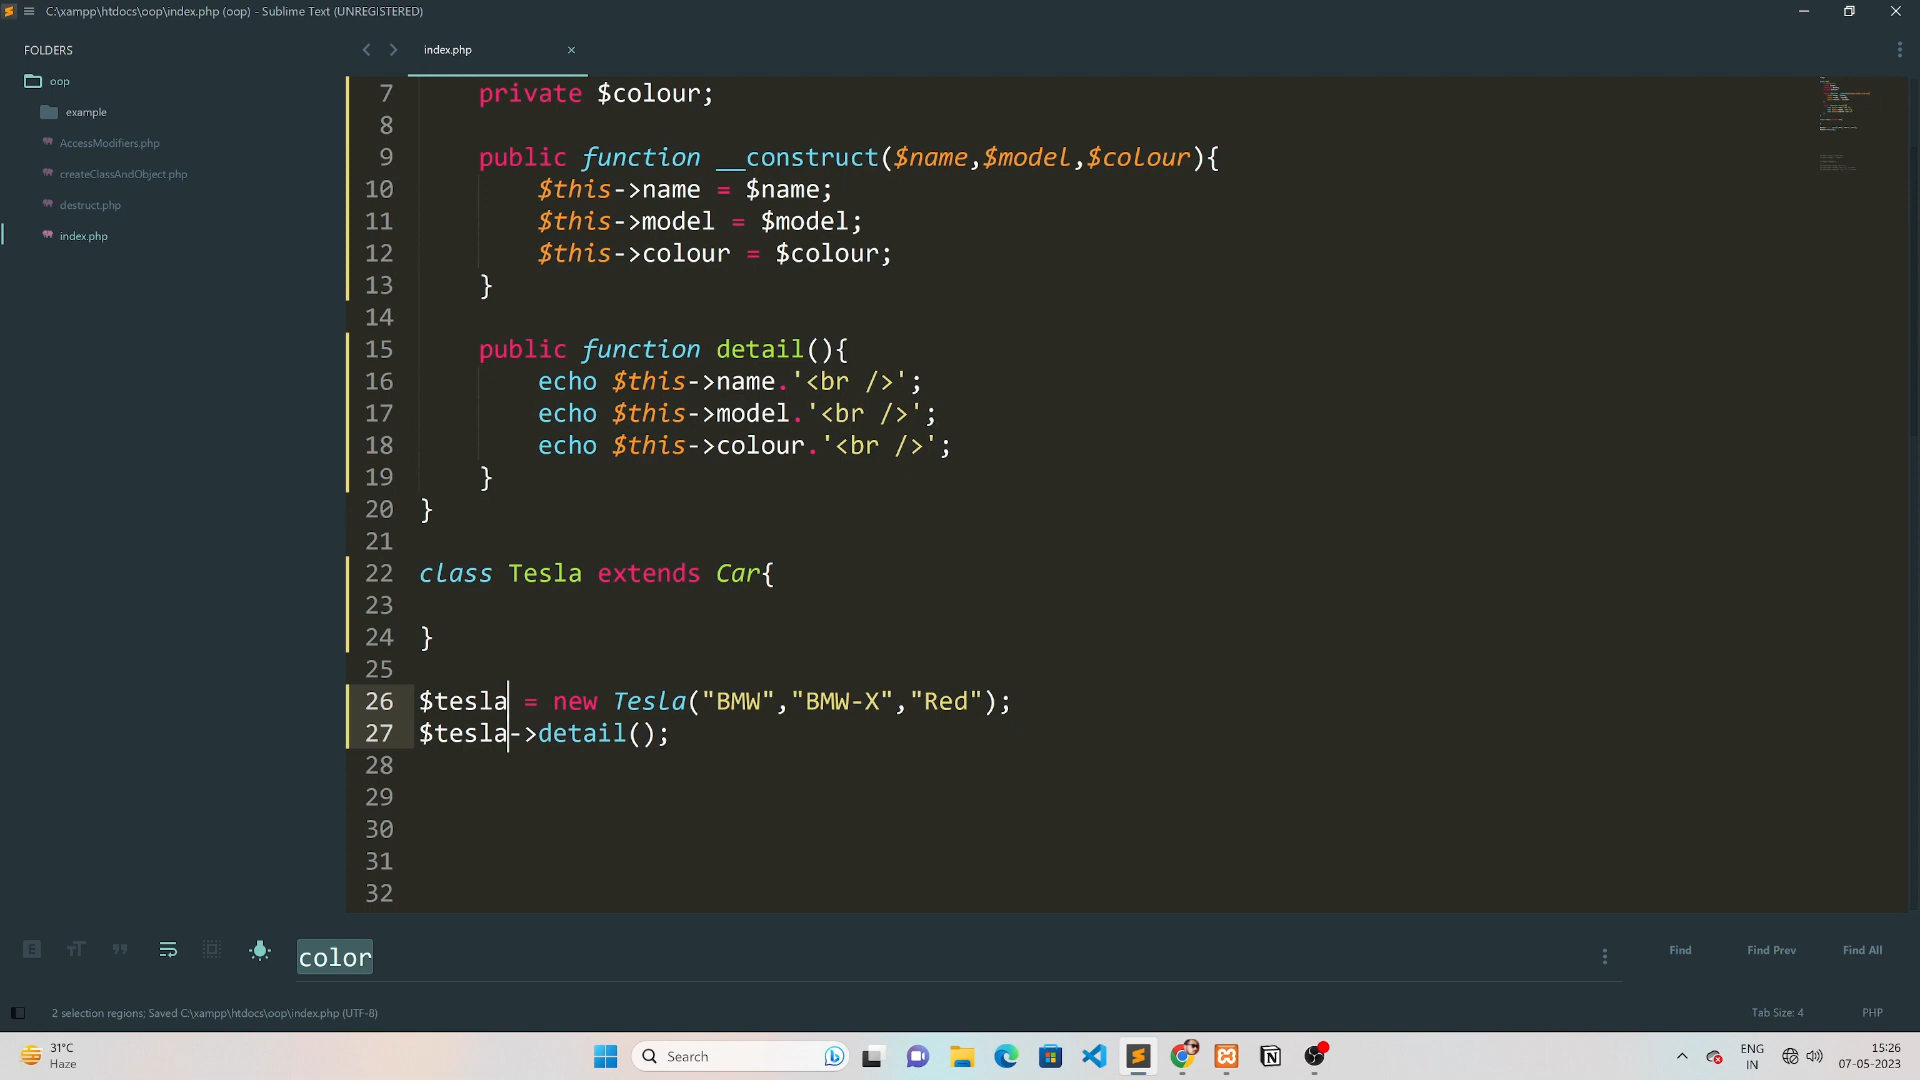 C:\xampp\htdocs\oop\index.php (oop) - Sublime Text (UNREGISTERED)
FOLDERS
oop
example
AccessModifiers.php
createClassAndObject.php
destruct.php
index.php
index.php
7 private $colour;
8
9 public function __construct($name,$model,$colour){
10 $this->name = $name;
11 $this->model = $model;
12 $this->colour = $colour;
13 }
14
15 public function detail(){
16 echo $this->name.'<br />';
17 echo $this->model.'<br />';
18 echo $this->colour.'<br />';
19 }
20 }
21
22 class Tesla extends Car{
23
24 }
25
26 $tesla = new Tesla("BMW","BMW-X","Red");
27 $tesla->detail();
28
29
30
31
32
color
Find
Find Prev
Find All
2 selection regions; Saved C:\xampp\htdocs\oop\index.php (UTF-8)
Tab Size: 4
PHP
31°C
Haze
Search
ENG
IN
15:26
07-05-2023